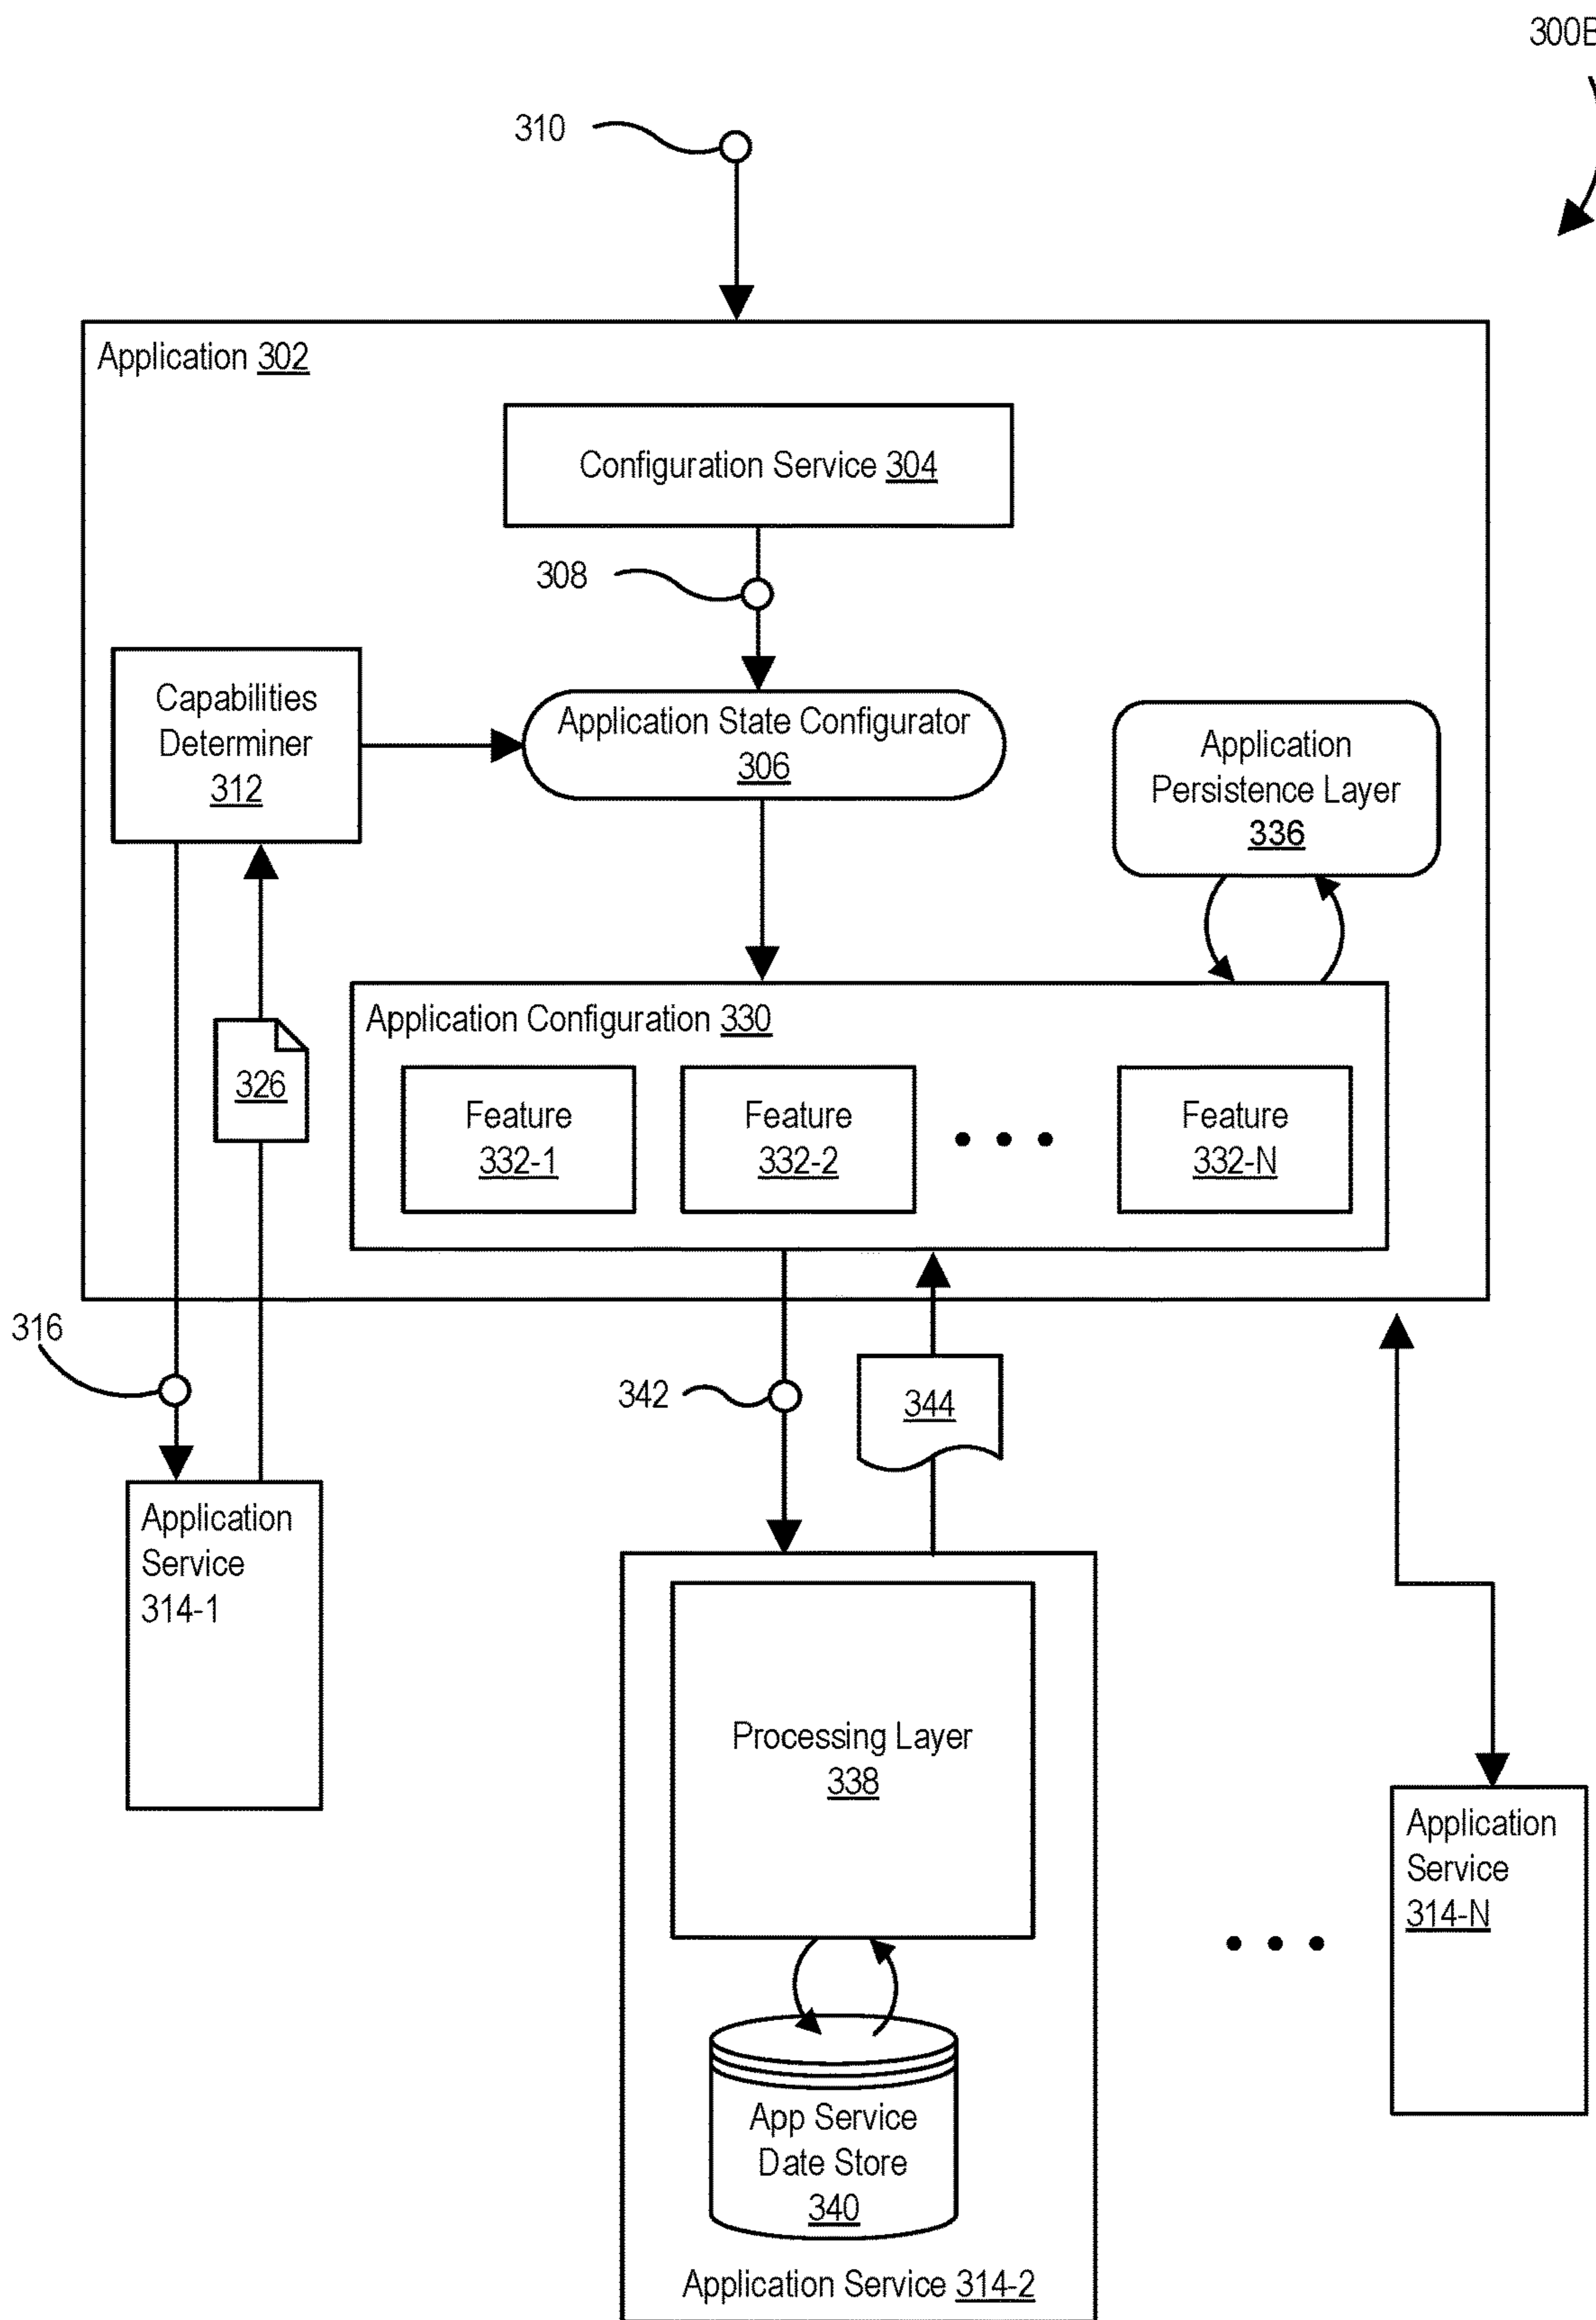 300B
310
Application 302
Configuration Service 304
308
Capabilities
Determiner
312
Application State Configurator
306
Application
Persistence Layer
336
Application Configuration 330
326
Feature
332-1
Feature
332-2
Feature
332-N
316
342
344
Application
Service
314-1
Processing Layer
338
Application
Service
314-N
App Service
Date Store
340
Application Service 314-2